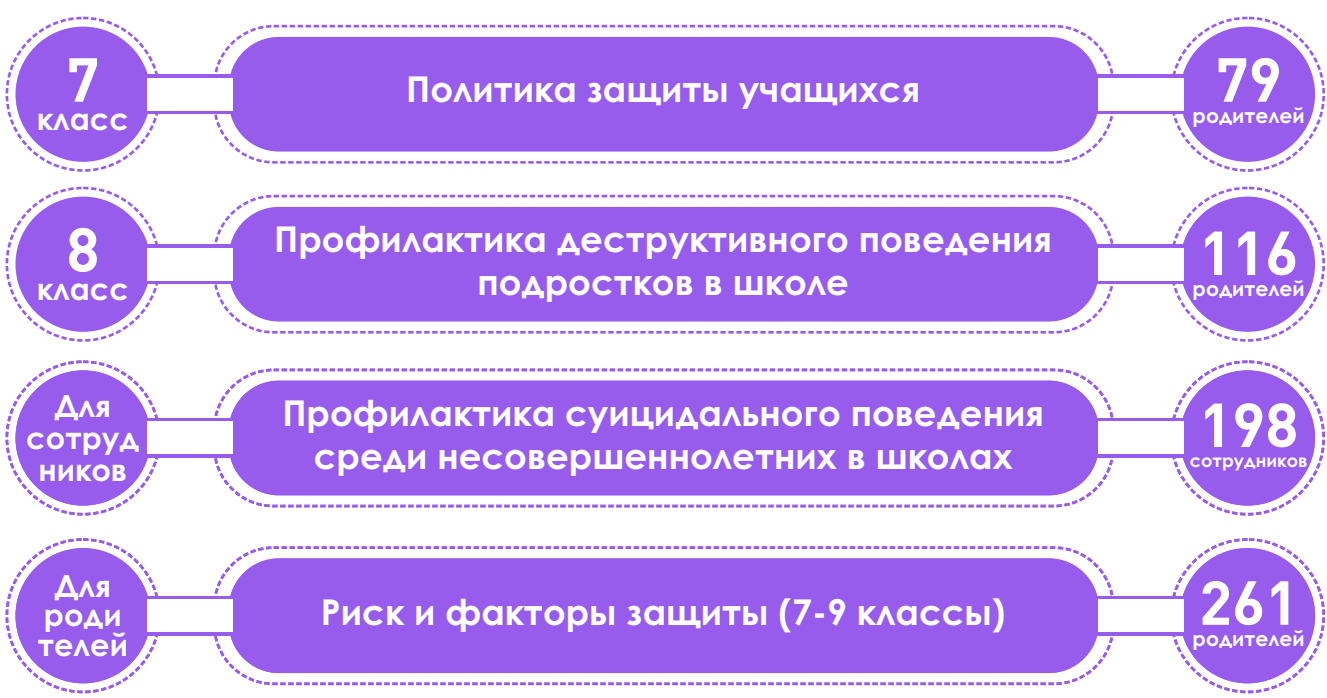 7
класс
Политика защиты учащихся
79
родителей
8
класс
Профилактика деструктивного поведения
подростков в школе
116
родителей
Для
сотруд
ников
Профилактика суицидального поведения
среди несовершеннолетних в школах
198
сотрудников
Для
роди
телей
Риск и факторы защиты (7-9 классы)
261
родителей